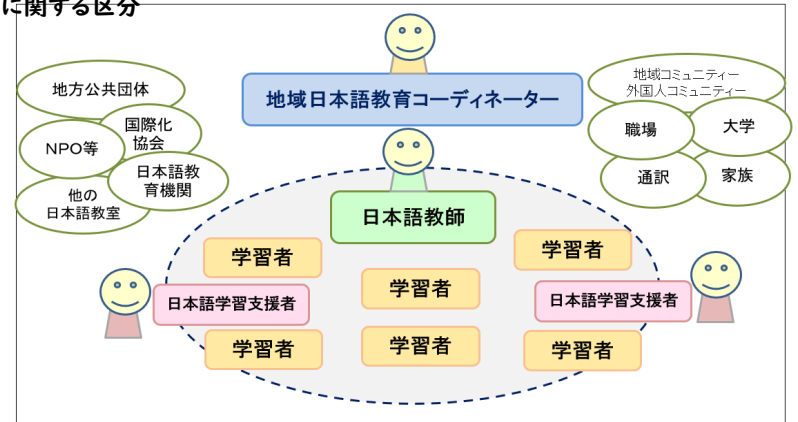 に関する区分
地方公共団体
国際化
協会
NPO等
日本語教
育機関
他の
日本語教室
地域日本語教育コーディネーター
地域コミュニティー
外国人コミュニティー
職場
大学
通訳
家族
日本語教師
学習者
学習者
学習者
日本語学習支援者
日本語学習支援者
学習者
学習者
学習者